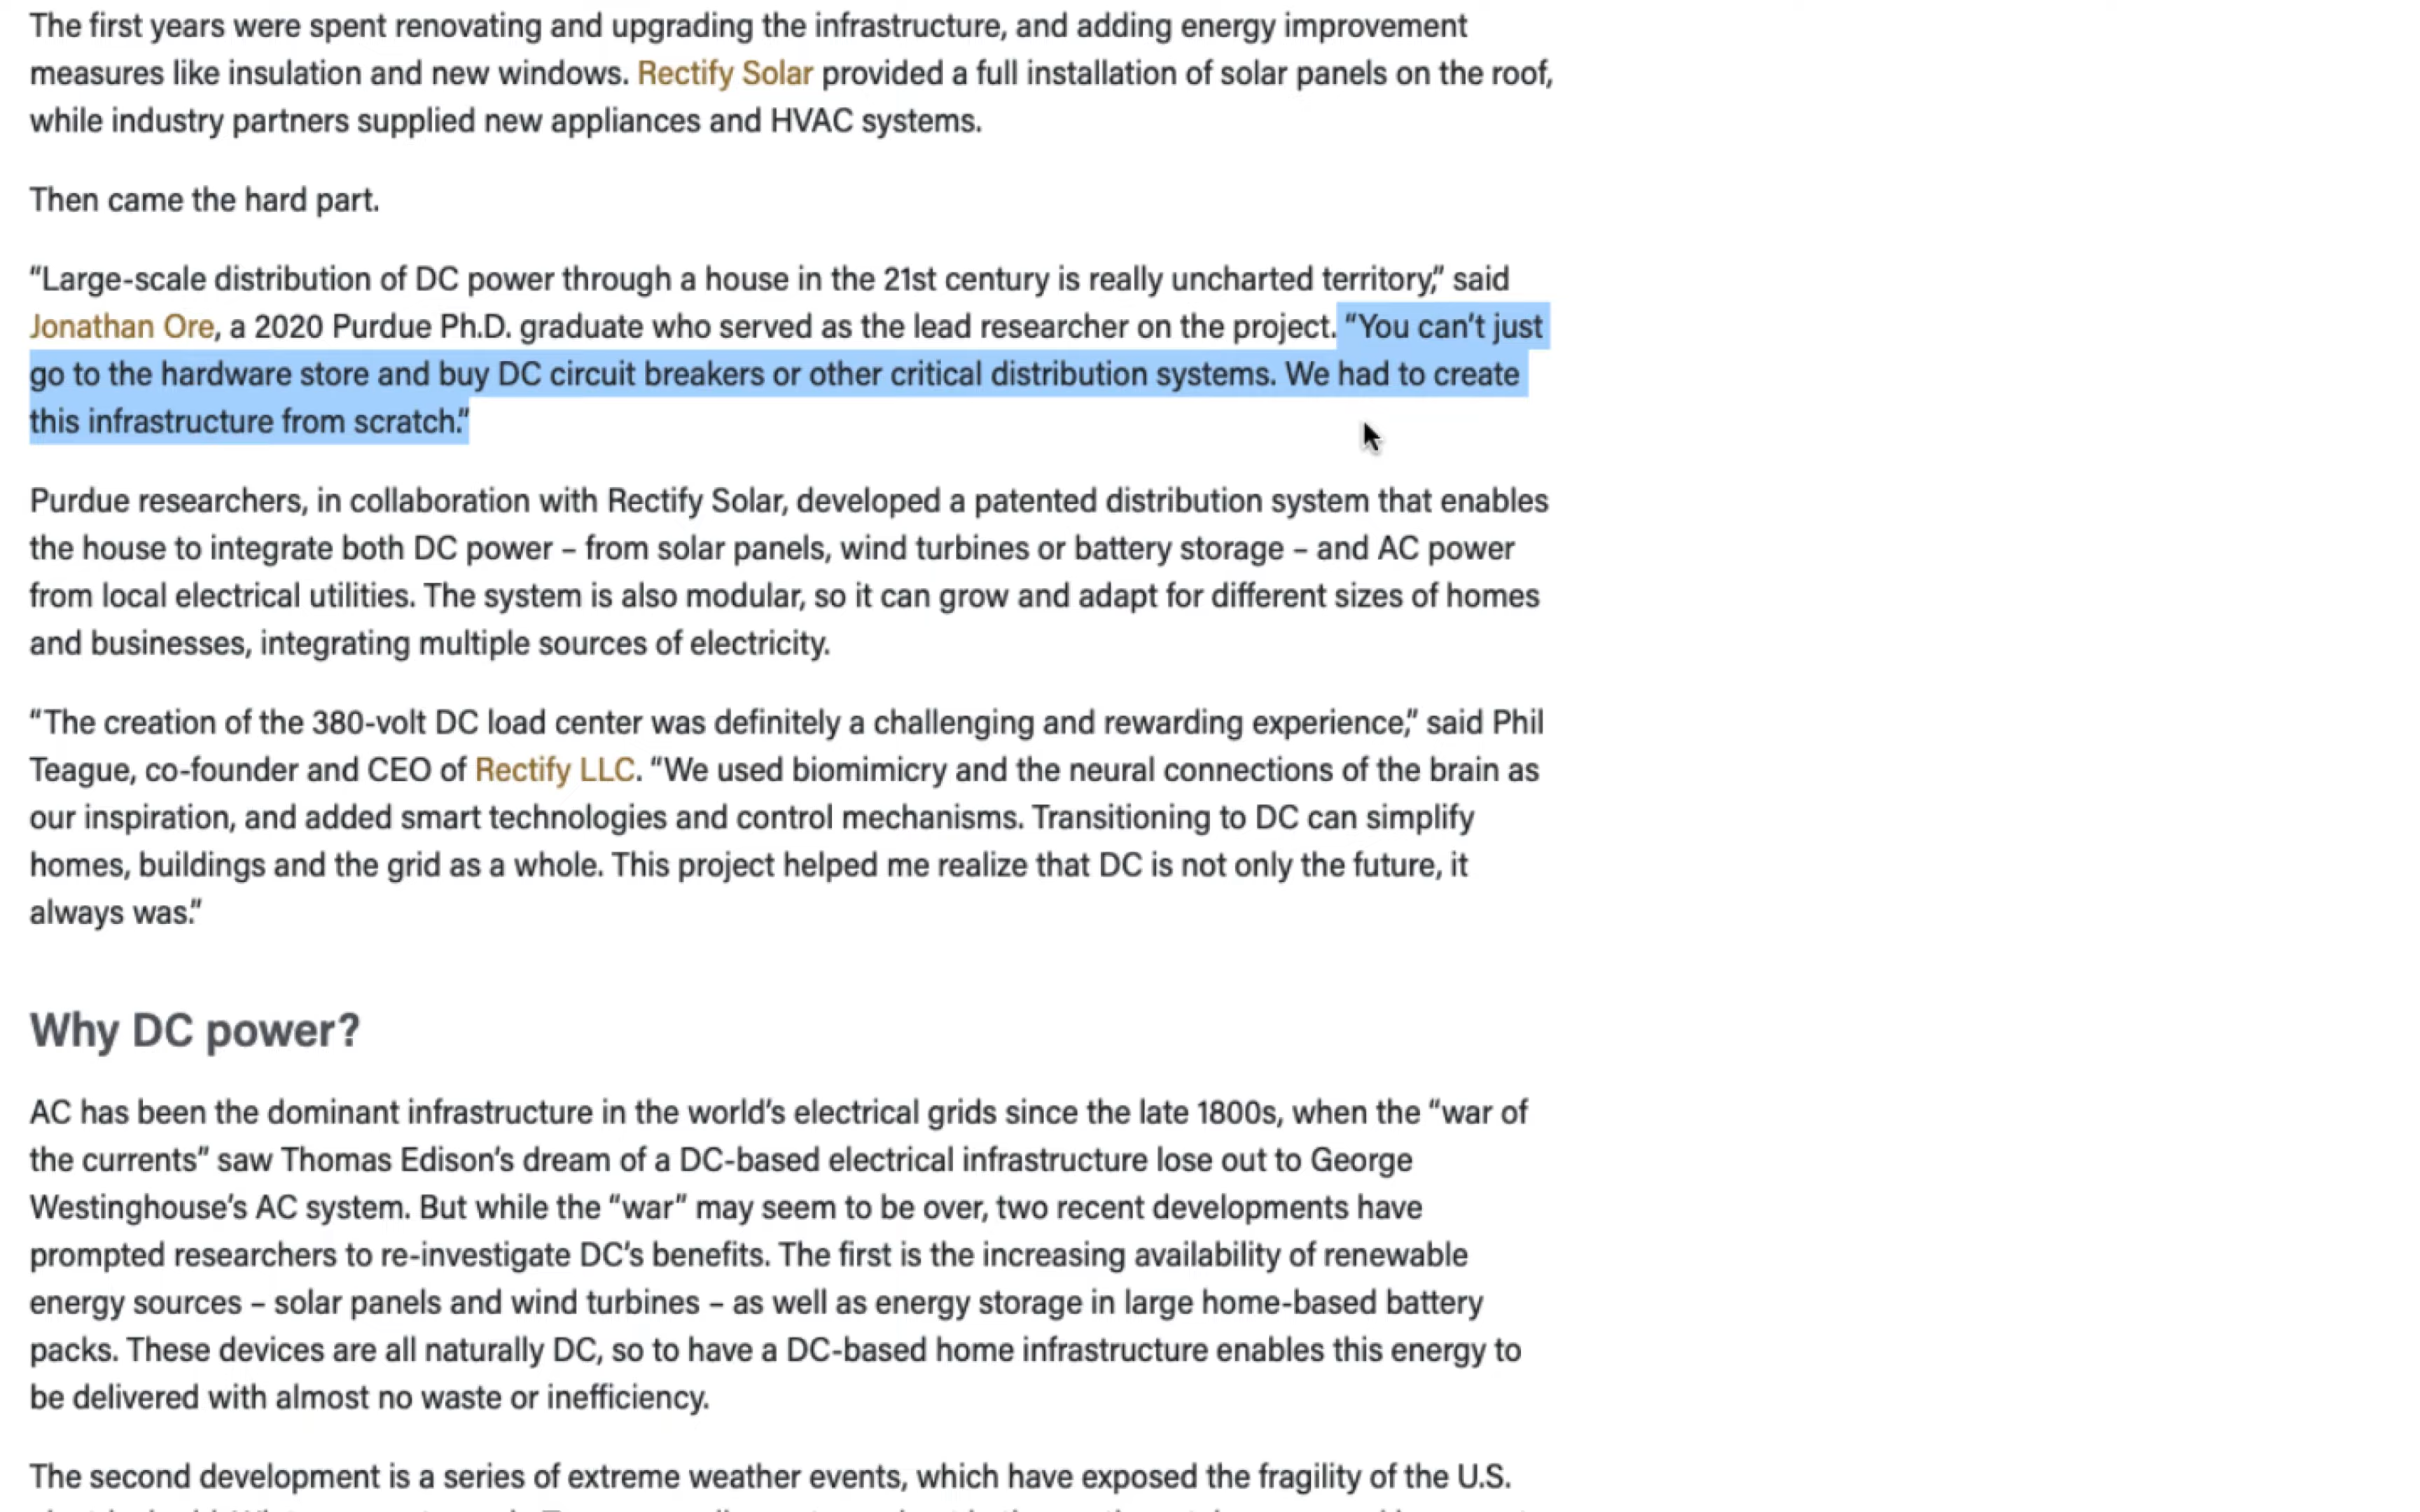 The first years were spent renovating and upgrading the infrastructure, and adding energy improvement
measures like insulation and new windows. Rectify Solar provided a full installation of solar panels on the roof,
while industry partners supplied new appliances and HVAC systems.
Then came the hard part.
“Large-scale distribution of DC power through a house in the 21st century is really uncharted territory,” said
Jonathan Ore, a 2020 Purdue Ph.D. graduate who served as the lead researcher on the project. “You can’t just
go to the hardware store and buy DC circuit breakers or other critical distribution systems. We had to create
this infrastructure from scratch.”
Purdue researchers, in collaboration with Rectify Solar, developed a patented distribution system that enables
the house to integrate both DC power – from solar panels, wind turbines or battery storage – and AC power
from local electrical utilities. The system is also modular, so it can grow and adapt for different sizes of homes
and businesses, integrating multiple sources of electricity.
“The creation of the 380-volt DC load center was definitely a challenging and rewarding experience,” said Phil
Teague, co-founder and CEO of Rectify LLC. “We used biomimicry and the neural connections of the brain as
our inspiration, and added smart technologies and control mechanisms. Transitioning to DC can simplify
homes, buildings and the grid as a whole. This project helped me realize that DC is not only the future, it
always was.”
Why DC power?
AC has been the dominant infrastructure in the world’s electrical grids since the late 1800s, when the “war of
the currents” saw Thomas Edison’s dream of a DC-based electrical infrastructure lose out to George
Westinghouse’s AC system. But while the “war” may seem to be over, two recent developments have
prompted researchers to re-investigate DC’s benefits. The first is the increasing availability of renewable
energy sources – solar panels and wind turbines – as well as energy storage in large home-based battery
packs. These devices are all naturally DC, so to have a DC-based home infrastructure enables this energy to
be delivered with almost no waste or inefficiency.
The second development is a series of extreme weather events, which have exposed the fragility of the U.S.